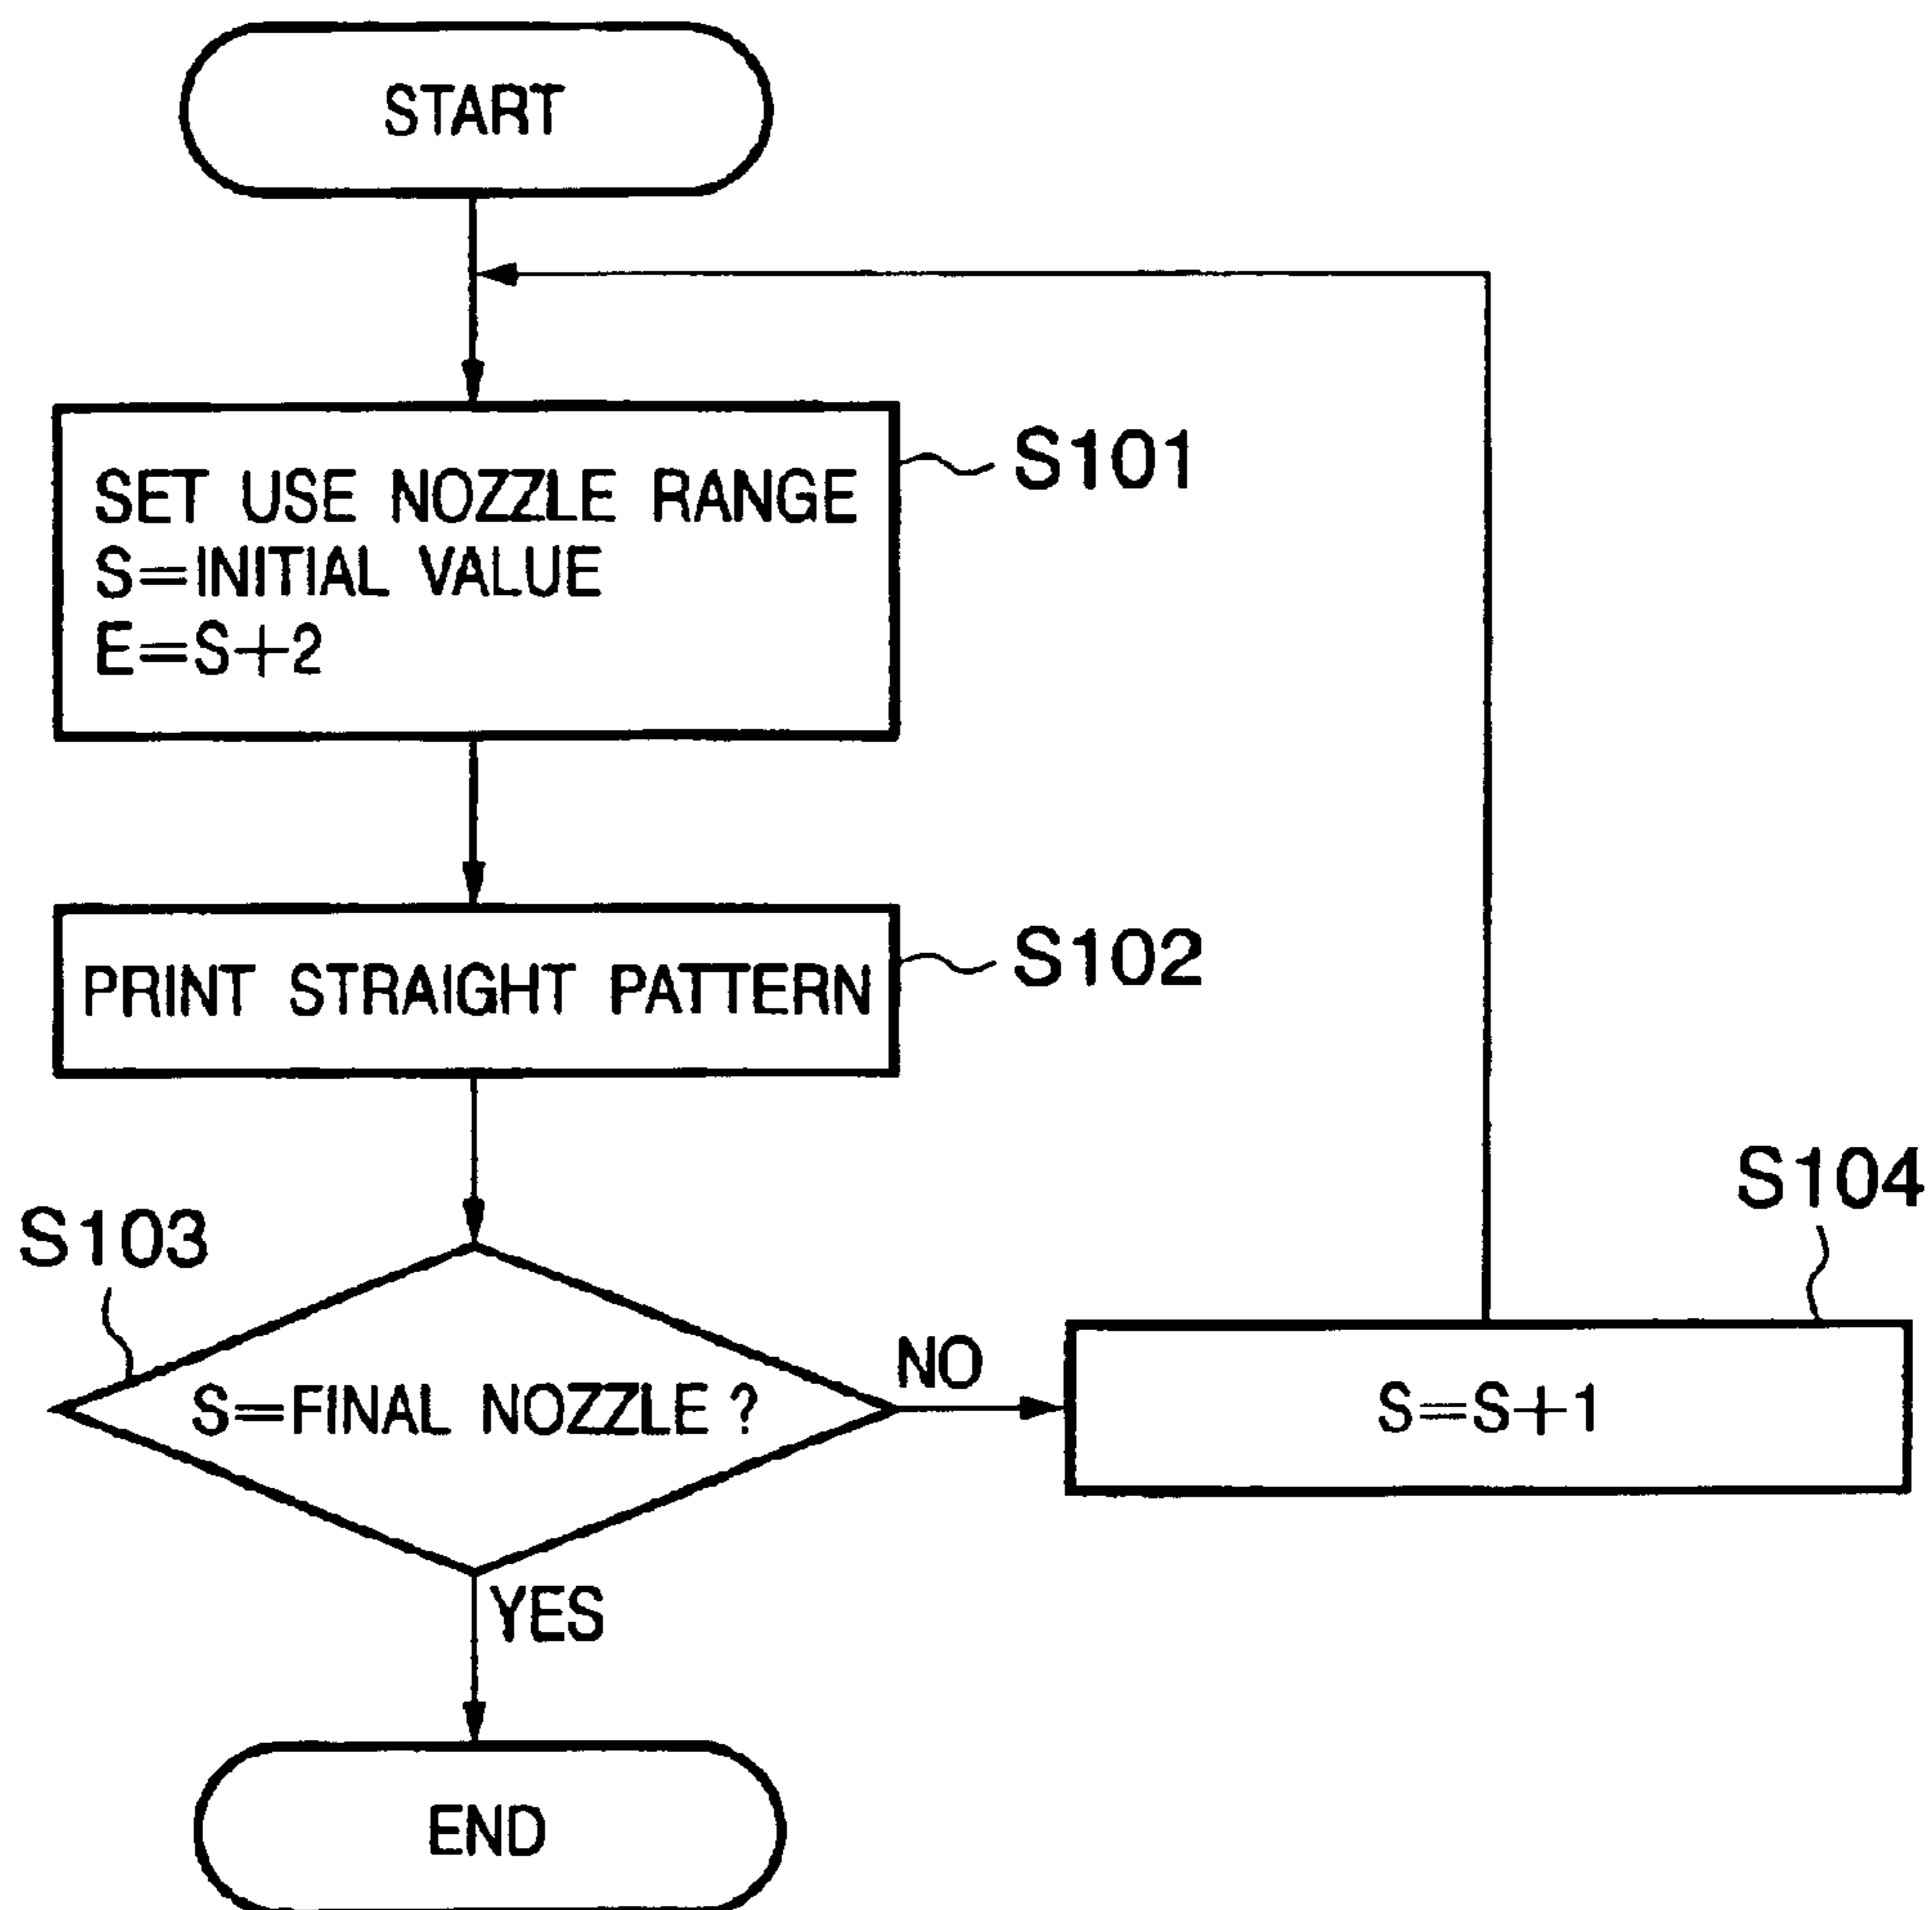 START
SET USE NOZZLE RANGE
S=INITIAL VALUE
E=S+2
S101
PRINT STRAIGHT PATTERN
S102
S103
S=FINAL NOZZLE ?
NO
S104
S=S+1
YES
END